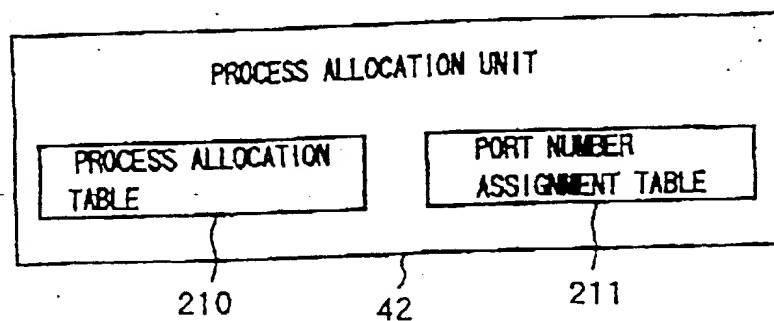 PROCESS ALLOCATION UNIT
PROCESS ALLOCATION
TABLE
PORT NUMBER
ASSIGNMENT TABLE
210
42
211